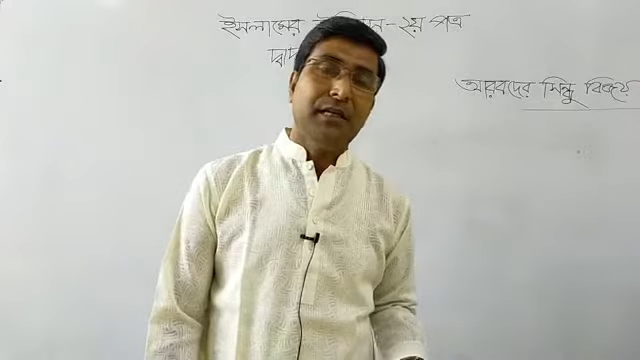 ইসলামের ইতিহাস - ২য় পত্র
আরবদের সিন্ধু বিজয়